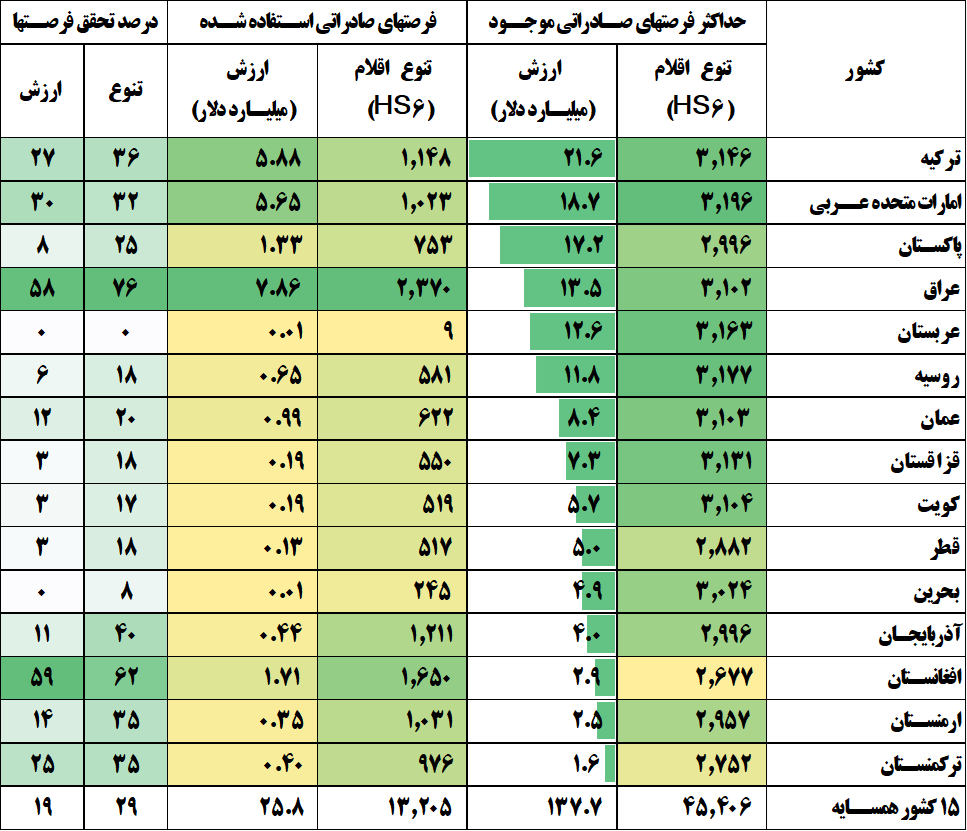 کشور حداکثر فرصتهای صادراتی موجود فرصتهای صادراتی استفاده شده درصد تحقق فرصتها
تنوع اقلام ارزش تنوع اقلام ارزش تنوع ارزش
(HS۶) (میلیارد دلار) (HS۶) (میلیارد دلار)
ترکیه ۳,۱۴۶ ۲۱.۶ ۱,۱۴۸ ۵.۸۸ ۳۶ ۲۷
امارات متحده عربی ۳,۱۹۶ ۱۸.۷ ۱,۰۲۳ ۵.۶۵ ۳۲ ۳۰
پاکستان ۲,۹۹۶ ۱۷.۲ ۷۵۳ ۱.۳۳ ۲۵ ۸
عراق ۳,۱۰۲ ۱۳.۵ ۲,۳۷۰ ۷.۸۶ ۷۶ ۵۸
عربستان ۳,۱۶۳ ۱۲.۶ ۹ ۰.۰۱ ۰ ۰
روسیه ۳,۱۷۷ ۱۱.۸ ۵۸۱ ۰.۶۵ ۱۸ ۶
عمان ۳,۱۰۳ ۸.۴ ۶۲۲ ۰.۹۹ ۲۰ ۱۲
قزاقستان ۳,۱۳۱ ۷.۳ ۵۵۰ ۰.۱۹ ۱۸ ۳
کویت ۳,۱۰۴ ۵.۷ ۵۱۹ ۰.۱۹ ۱۷ ۳
قطر ۲,۸۸۲ ۵.۰ ۵۱۷ ۰.۱۳ ۱۸ ۳
بحرین ۳,۰۲۴ ۴.۹ ۲۴۵ ۰.۰۱ ۸ ۰
آذربایجان ۲,۹۹۶ ۴.۰ ۱,۲۱۱ ۰.۴۴ ۴۰ ۱۱
افغانستان ۲,۶۷۷ ۲.۹ ۱,۶۵۰ ۱.۷۱ ۶۲ ۵۹
ارمنستان ۲,۹۵۷ ۲.۵ ۱,۰۳۱ ۰.۳۵ ۳۵ ۱۴
ترکمنستان ۲,۷۵۲ ۱.۶ ۹۷۶ ۰.۴۰ ۳۵ ۲۵
۱۵ کشور همسایه ۴۵,۴۰۶ ۱۳۷.۷ ۱۳,۲۰۵ ۲۵.۸ ۲۹ ۱۹